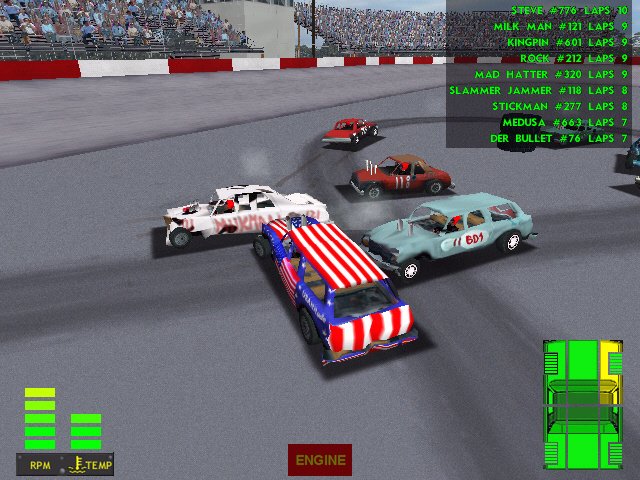 STEVE #776 LAPS 10
MILK MAN #121 LAPS 9
KINGPIN #601 LAPS 9
ROCK #212 LAPS 9
MAD HATTER #320 LAPS 9
SLAMMER JAMMER #118 LAPS 8
STICKMAN #277 LAPS 8
MEDUSA #663 LAPS 7
DER BULLET #76 LAPS 7
118
BDS
RPM TEMP
ENGINE